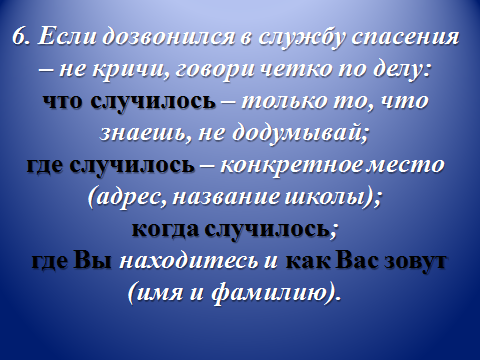 6. Если дозвонился в службу спасения
– не кричи, говори четко по делу:
что случилось – только то, что
знаешь, не додумывай;
где случилось – конкретное место
(адрес, название школы);
когда случилось;
где Вы находитесь и как Вас зовут
(имя и фамилию).